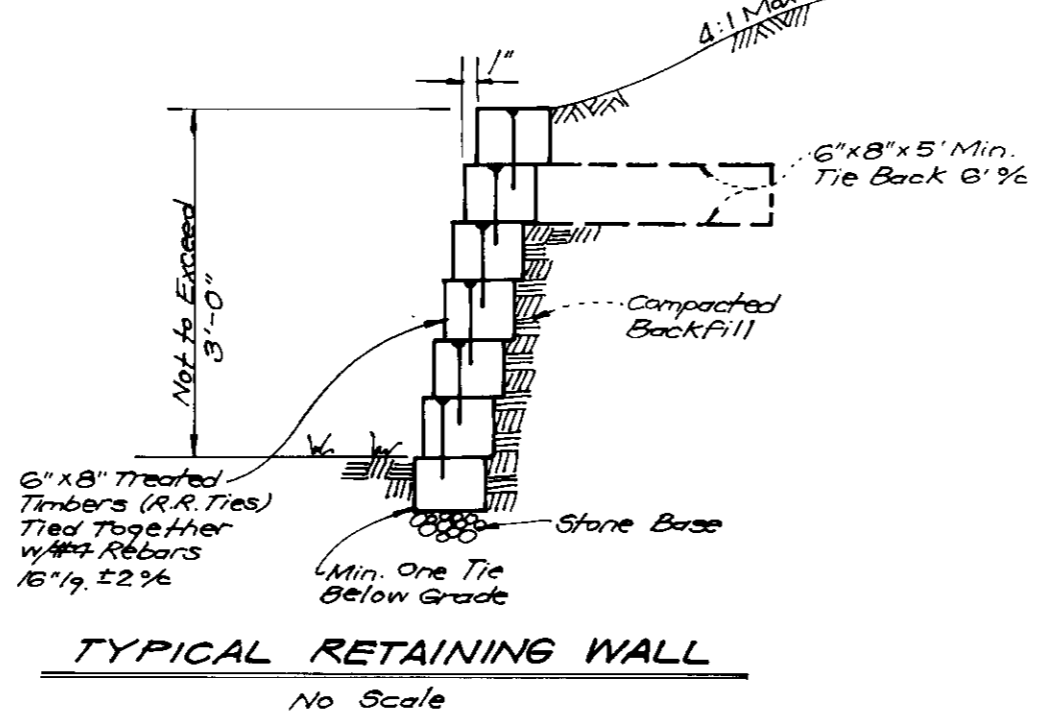 4:1 Max
1"
6"x8"x5' Min.
Tie Back 6' o/c
Not to Exceed
3'-0"
Compacted
Backfill
6"x8" Treated
Timbers (R.R. Ties)
Tied Together
w/#4 Rebars
16" lg. ±2 o/c
Stone Base
Min. One Tie
Below Grade
TYPICAL RETAINING WALL
No Scale